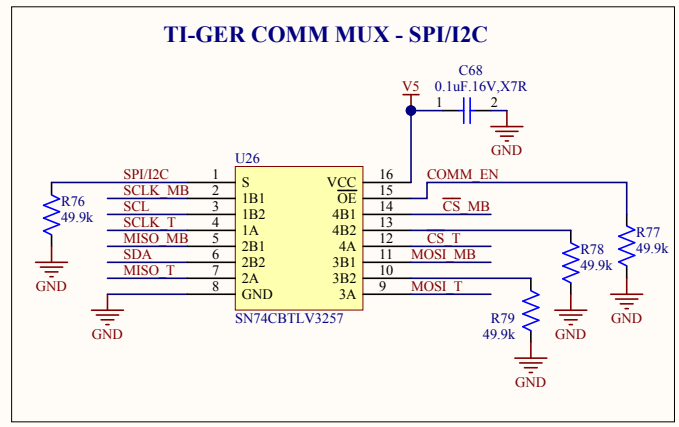 TI-GER COMM MUX - SPI/I2C
C68
0.1uF.16V,X7R
V5
1 2
GND
U26
SPI/I2C 1 S VCC 16
SCLK_MB 2 1B1 OE 15 COMM_EN
SCL 3 1B2 4B1 14 CS_MB
SCLK_T 4 1A 4B2 13
MISO_MB 5 2B1 4A 12 CS_T
SDA 6 2B2 3B1 11 MOSI_MB
MISO_T 7 2A 3B2 10
8 GND 3A 9 MOSI_T
SN74CBTLV3257
R76
49.9k
GND
GND
R77
49.9k
GND
R78
49.9k
GND
R79
49.9k
GND